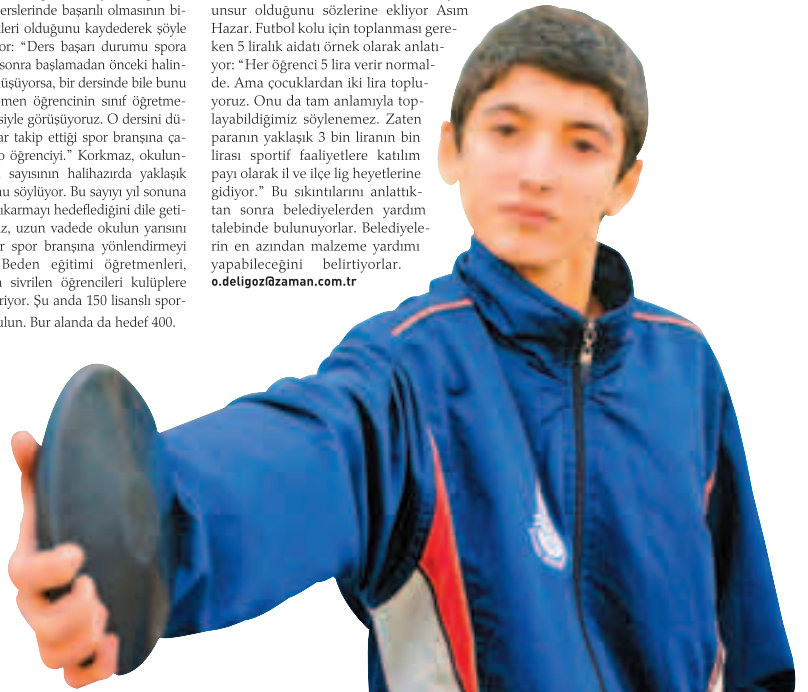 erslerinde başarılı olmasının bi-
leri olduğunu kaydederek şöyle
or: “Ders başarı durumu spora
sonra başlamadan önceki halin-
üşüyorsa, bir dersinde bile bunu
men öğrencinin sınıf öğretme-
siyle görüşüyoruz. O dersini dü-
ar takip ettiği spor branşına ça-
o öğrenciyi.” Korkmaz, okulun-
sayısının halihazırda yaklaşık
nu söylüyor. Bu sayıyı yıl sonuna
ıkarmayı hedeflediğini dile geti-
z, uzun vadede okulun yarısını
r spor branşına yönlendirmeyi
Beden eğitimi öğretmenleri,
sivrilen öğrencileri kulüplere
riyor. Şu anda 150 lisanslı spor-
ulun. Bur alanda da hedef 400.
unsur olduğunu sözlerine ekliyor Asım
Hazar. Futbol kolu için toplanması gere-
ken 5 liralık aidatı örnek olarak anlatı-
yor: “Her öğrenci 5 lira verir normal-
de. Ama çocuklardan iki lira toplu-
yoruz. Onu da tam anlamıyla top-
layabildiğimiz söylenemez. Zaten
paranın yaklaşık 3 bin liranın bin
lirası sportif faaliyetlere katılım
payı olarak il ve ilçe lig heyetlerine
gidiyor.” Bu sıkıntılarını anlattık-
tan sonra belediyelerden yardım
talebinde bulunuyorlar. Belediyele-
rin en azından malzeme yardımı
yapabileceğini belirtiyorlar.
o.deligoz@zaman.com.tr